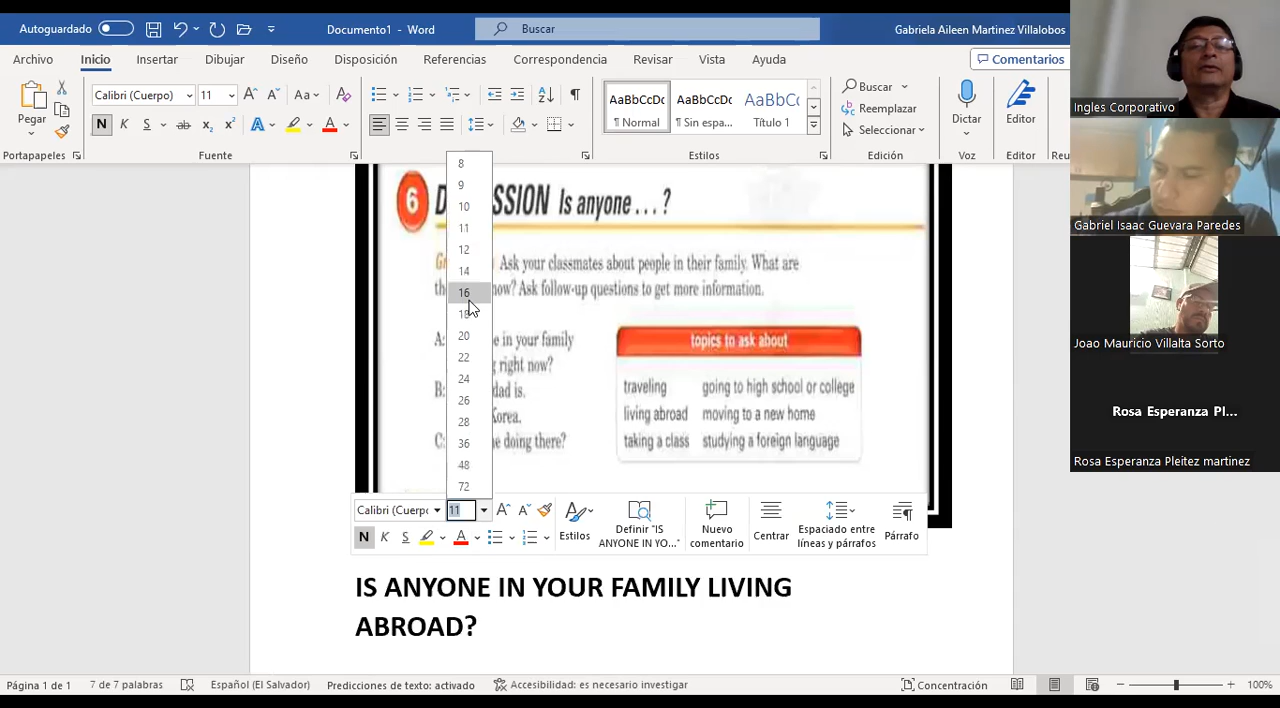 Autoguardado
Documento1 - Word
Buscar
Gabriela Aileen Martinez Villalobos
Archivo Inicio Insertar Dibujar Diseño Disposición Referencias Correspondencia Revisar Vista Ayuda
Comentarios
Pegar
Calibri (Cuerpo) 11
N K S ab x2 x2 A A
AaBbCcDc AaBbCcDc AaBbCc
¶ Normal ¶ Sin espa... Título 1
Buscar
Reemplazar
Seleccionar
Dictar
Editor
Portapapeles Fuente Estilos Edición Voz Editor Reu
8
9
10
11
12
14
16
18
20
22
24
26
28
36
48
72
6 D SSION Is anyone . . . ?
Ask your classmates about people in their family. What are
the now? Ask follow-up questions to get more information.
A: e in your family
right now?
B: dad is.
Korea.
C: e doing there?
topics to ask about
traveling going to high school or college
living abroad moving to a new home
taking a class studying a foreign language
Calibri (Cuerpo 11
N K S A
Estilos
Definir "IS
ANYONE IN YO..."
Nuevo
comentario
Centrar
Espaciado entre
líneas y párrafos
Párrafo
IS ANYONE IN YOUR FAMILY LIVING
ABROAD?
Página 1 de 1 7 de 7 palabras Español (El Salvador) Predicciones de texto: activado Accesibilidad: es necesario investigar Concentración 100%
Ingles Corporativo
Gabriel Isaac Guevara Paredes
Joao Mauricio Villalta Sorto
Rosa Esperanza Pl...
Rosa Esperanza Pleitez martinez